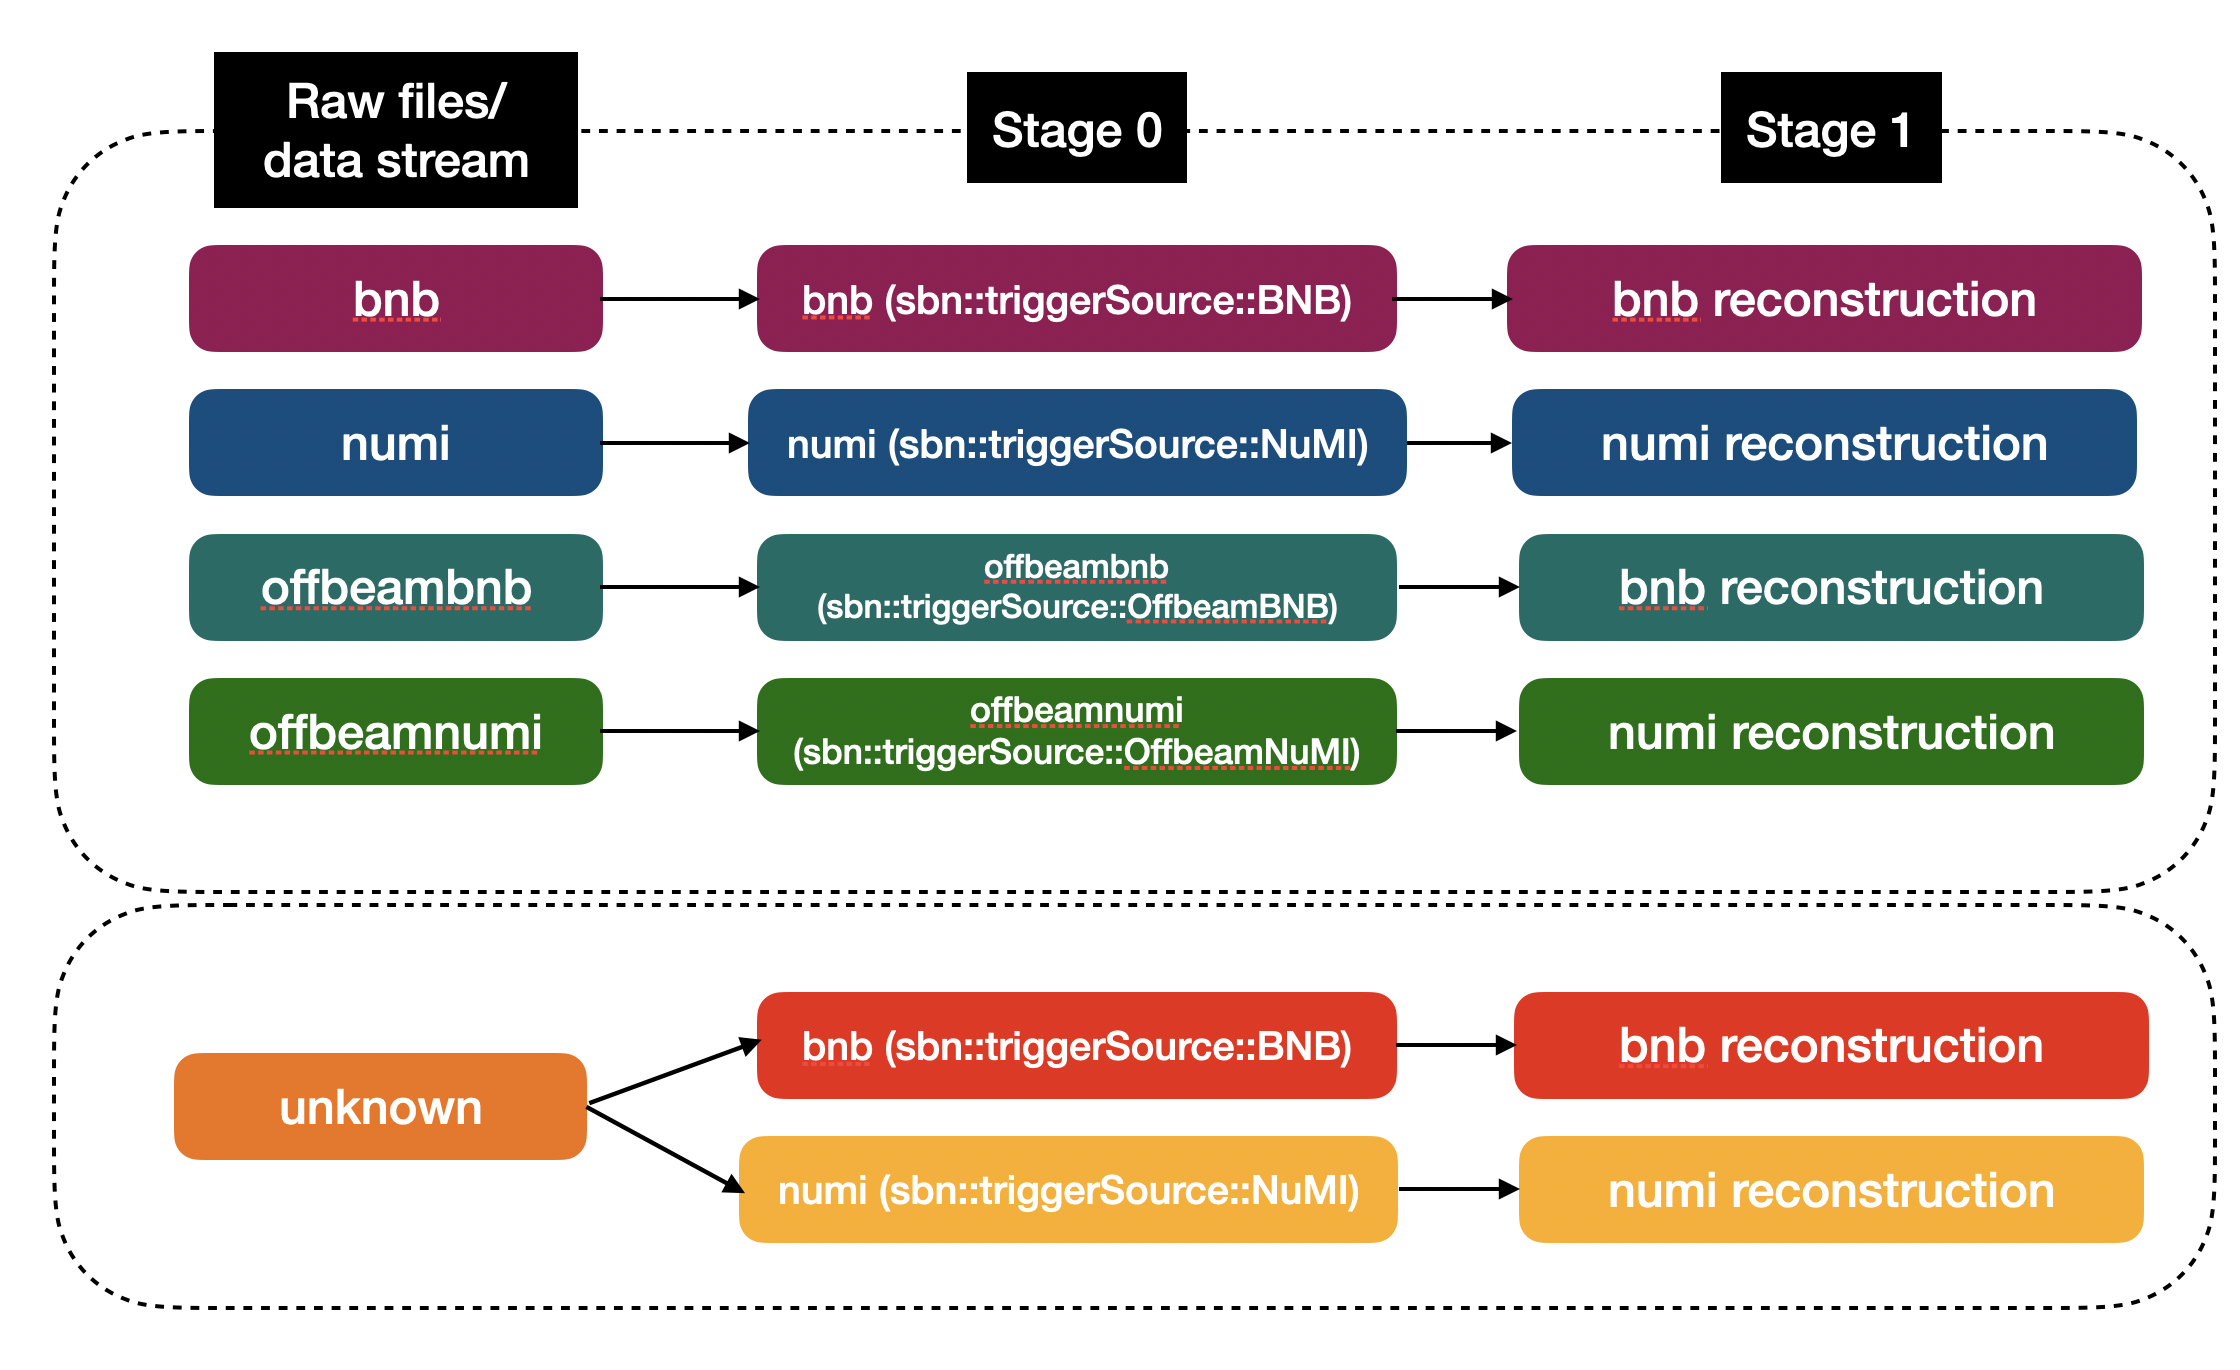 Raw files/
data stream
Stage 0
Stage 1
bnb
bnb (sbn::triggerSource::BNB)
bnb reconstruction
numi
numi (sbn::triggerSource::NuMI)
numi reconstruction
offbeambnb
offbeambnb
(sbn::triggerSource::OffbeamBNB)
bnb reconstruction
offbeamnumi
offbeamnumi
(sbn::triggerSource::OffbeamNuMI)
numi reconstruction
unknown
bnb (sbn::triggerSource::BNB)
bnb reconstruction
numi (sbn::triggerSource::NuMI)
numi reconstruction